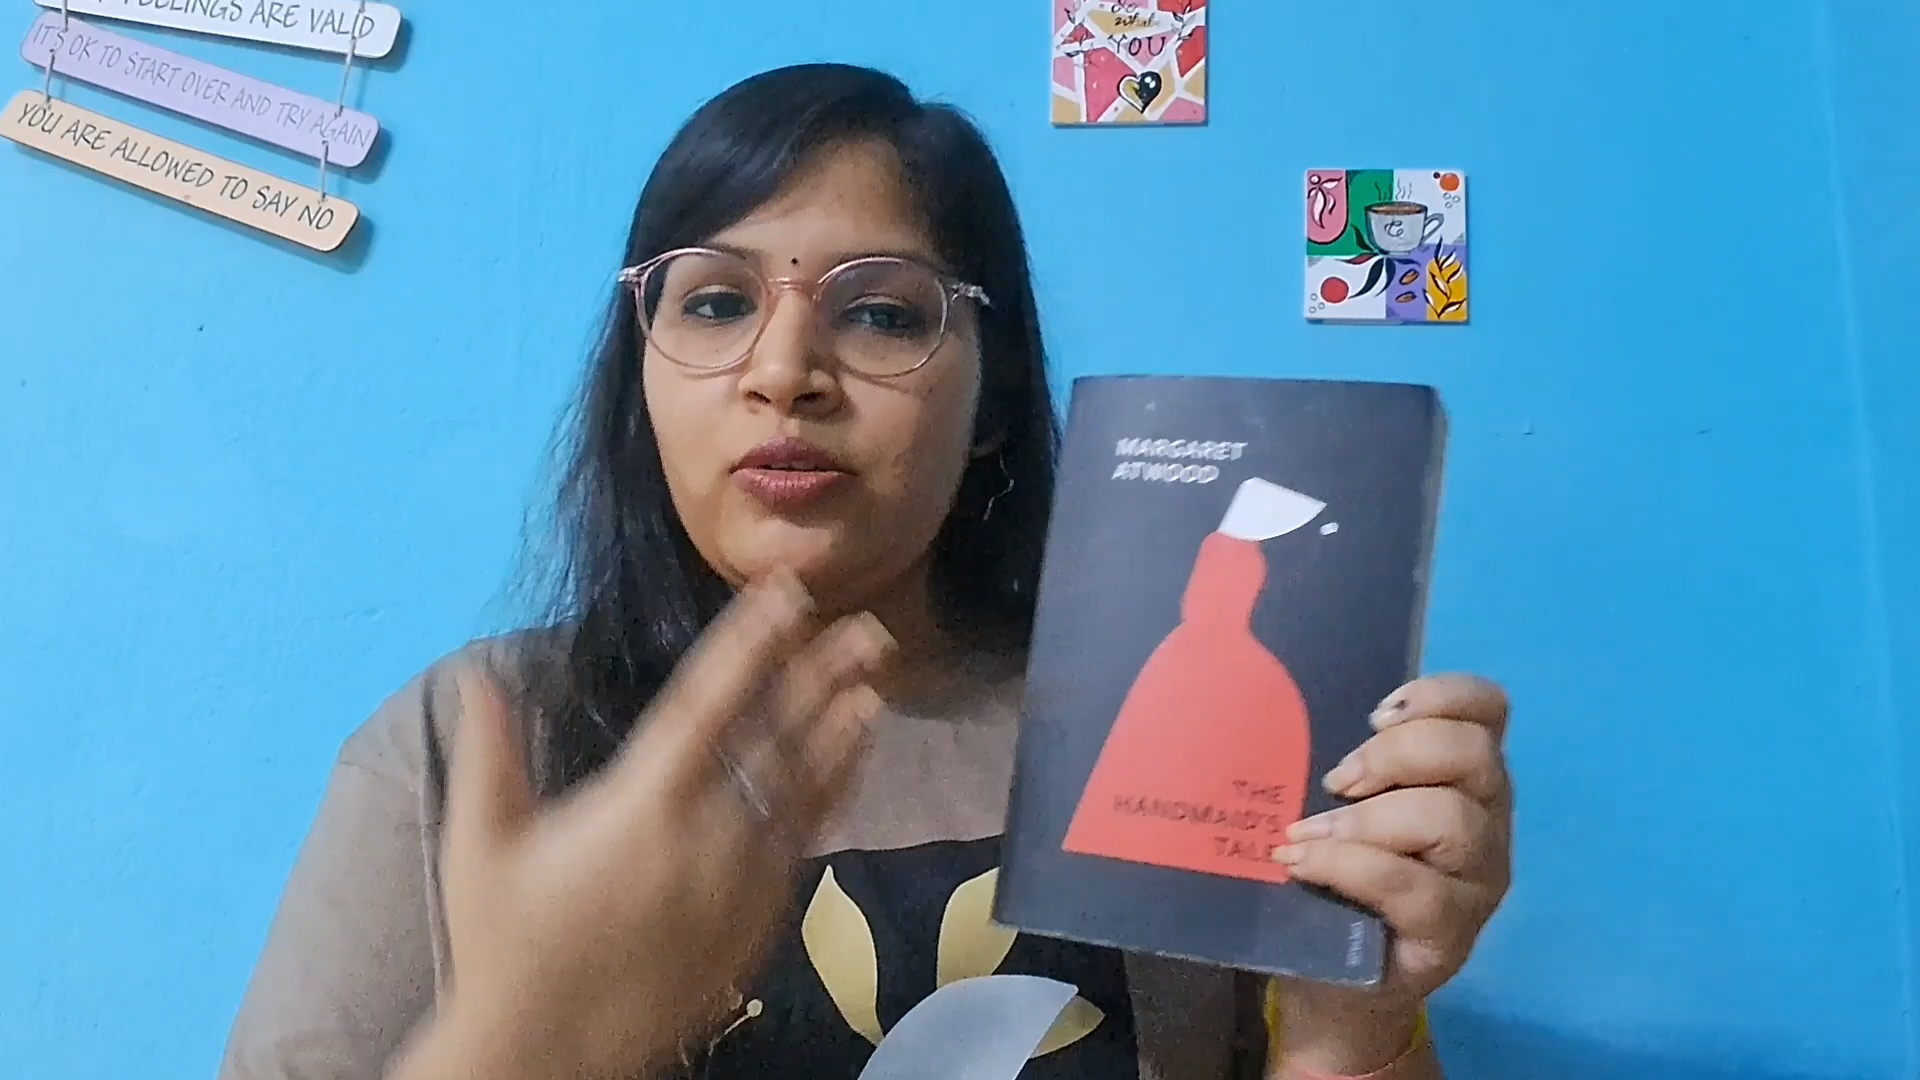 FEELINGS ARE VALID
IT'S OK TO START OVER AND TRY AGAIN
YOU ARE ALLOWED TO SAY NO
YOU
MARGARET
ATWOOD
THE
HANDMAID'S
TALE